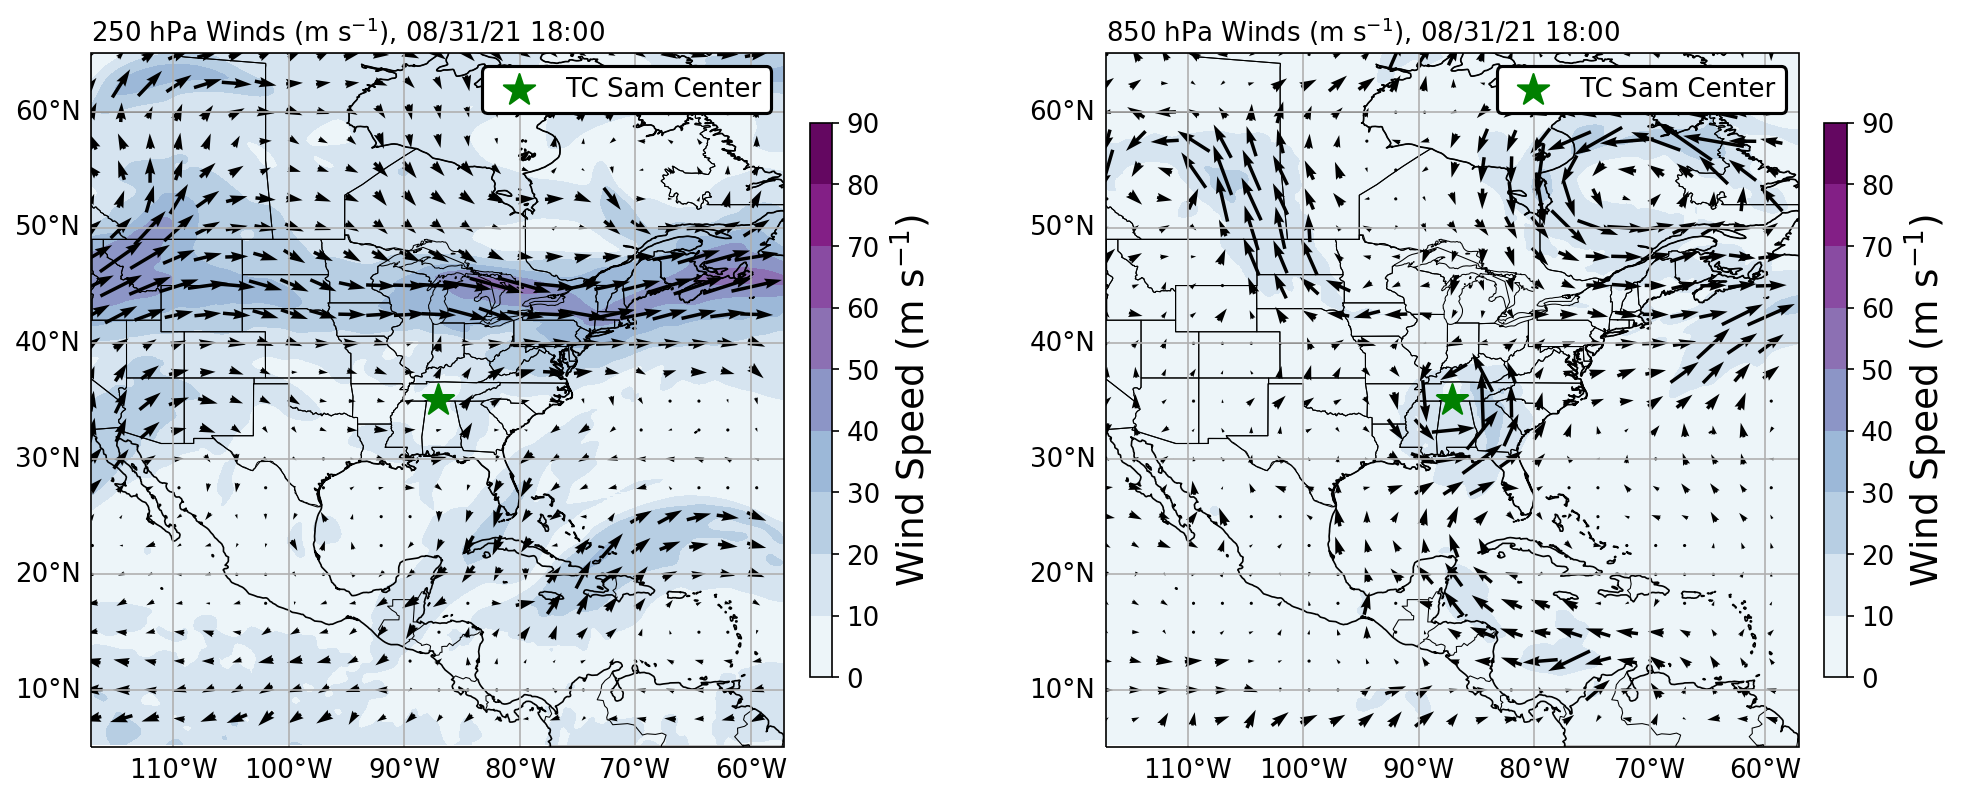 250 hPa Winds (m s⁻¹), 08/31/21 18:00
TC Sam Center
60°N
50°N
40°N
30°N
20°N
10°N
110°W 100°W 90°W 80°W 70°W 60°W
90
80
70
60
50
40
30
20
10
0
Wind Speed (m s⁻¹)
850 hPa Winds (m s⁻¹), 08/31/21 18:00
TC Sam Center
60°N
50°N
40°N
30°N
20°N
10°N
110°W 100°W 90°W 80°W 70°W 60°W
90
80
70
60
50
40
30
20
10
0
Wind Speed (m s⁻¹)